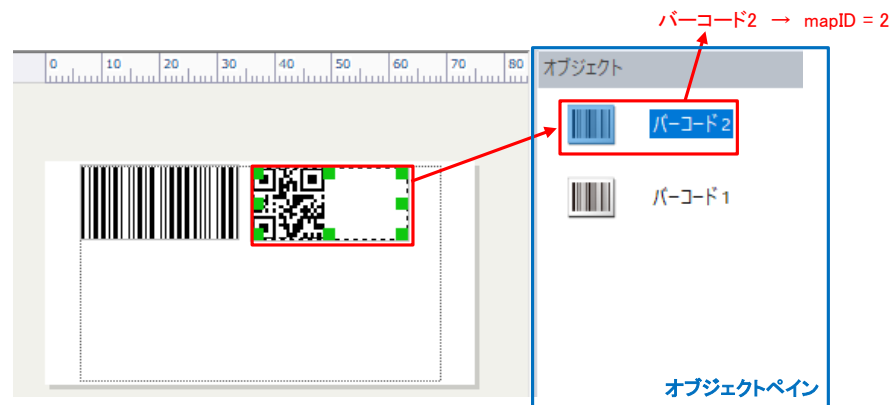 バーコード2 → mapID = 2
0 10 20 30 40 50 60 70 80
オブジェクト
バーコード 2
バーコード 1
オブジェクトペイン